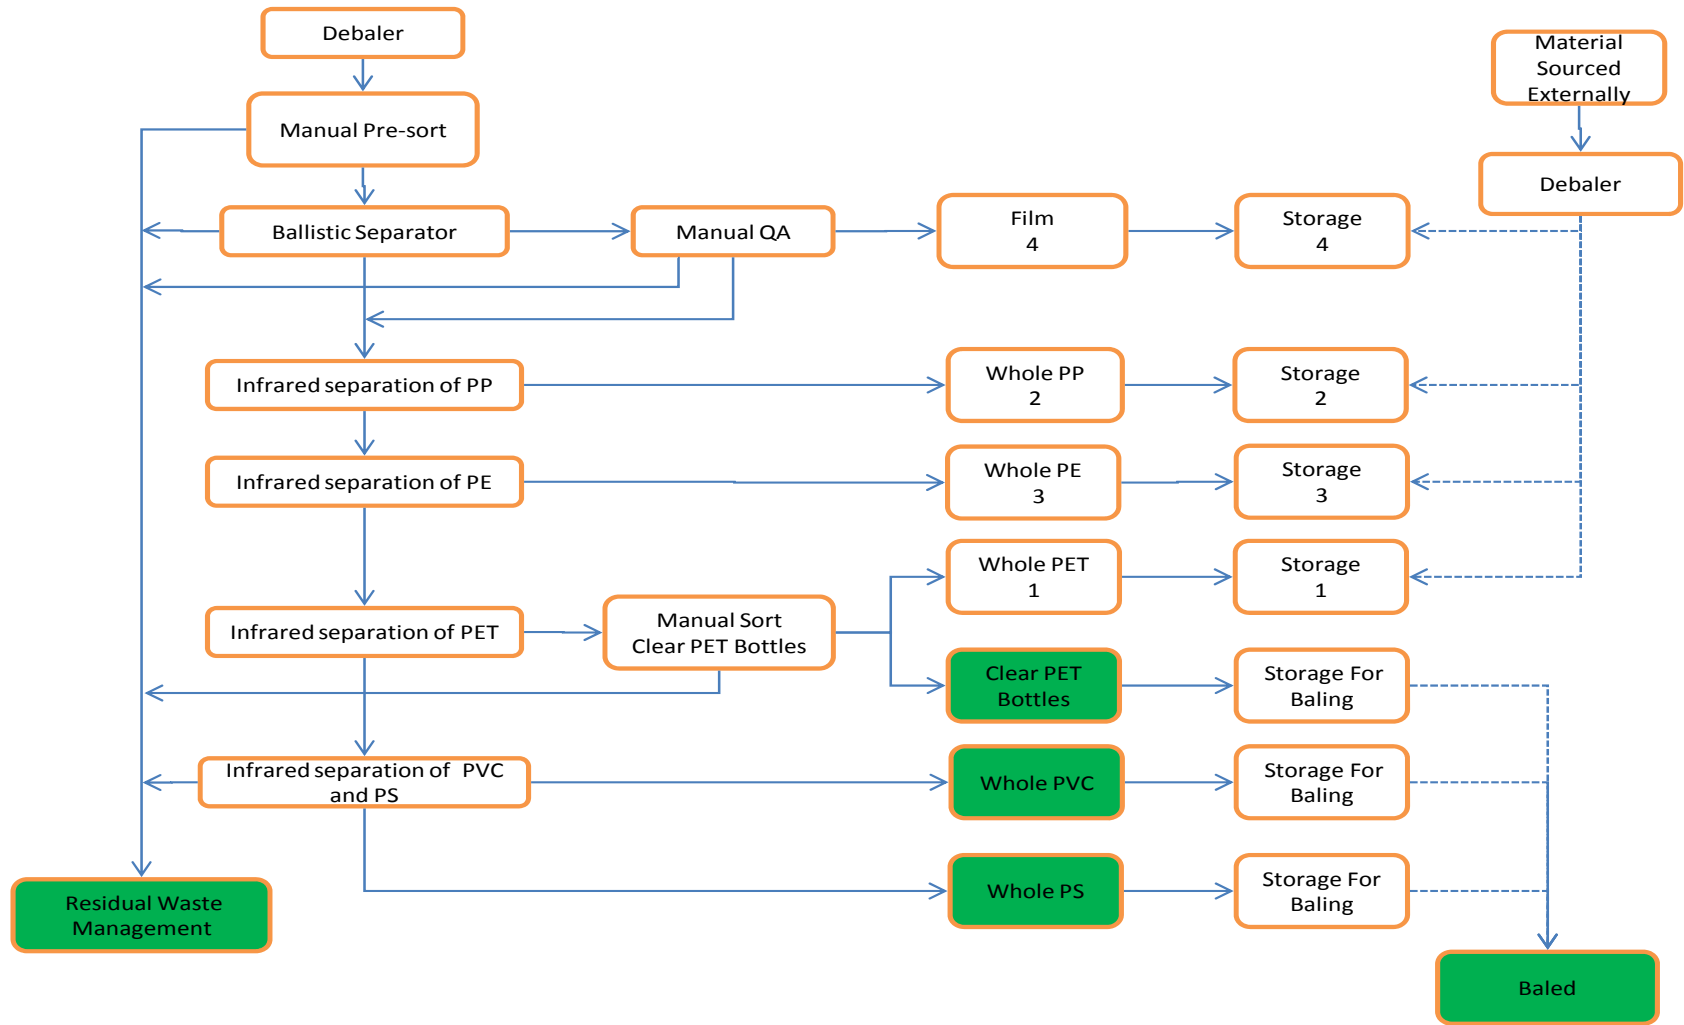 Debaler
Material
Sourced
Externally
Manual Pre-sort
Debaler
Ballistic Separator
Manual QA
Film
4
Storage
4
Infrared separation of PP
Whole PP
2
Storage
2
Infrared separation of PE
Whole PE
3
Storage
3
Whole PET
1
Storage
1
Infrared separation of PET
Manual Sort
Clear PET Bottles
Clear PET
Bottles
Storage For
Baling
Infrared separation of PVC
and PS
Whole PVC
Storage For
Baling
Whole PS
Storage For
Baling
Residual Waste
Management
Baled